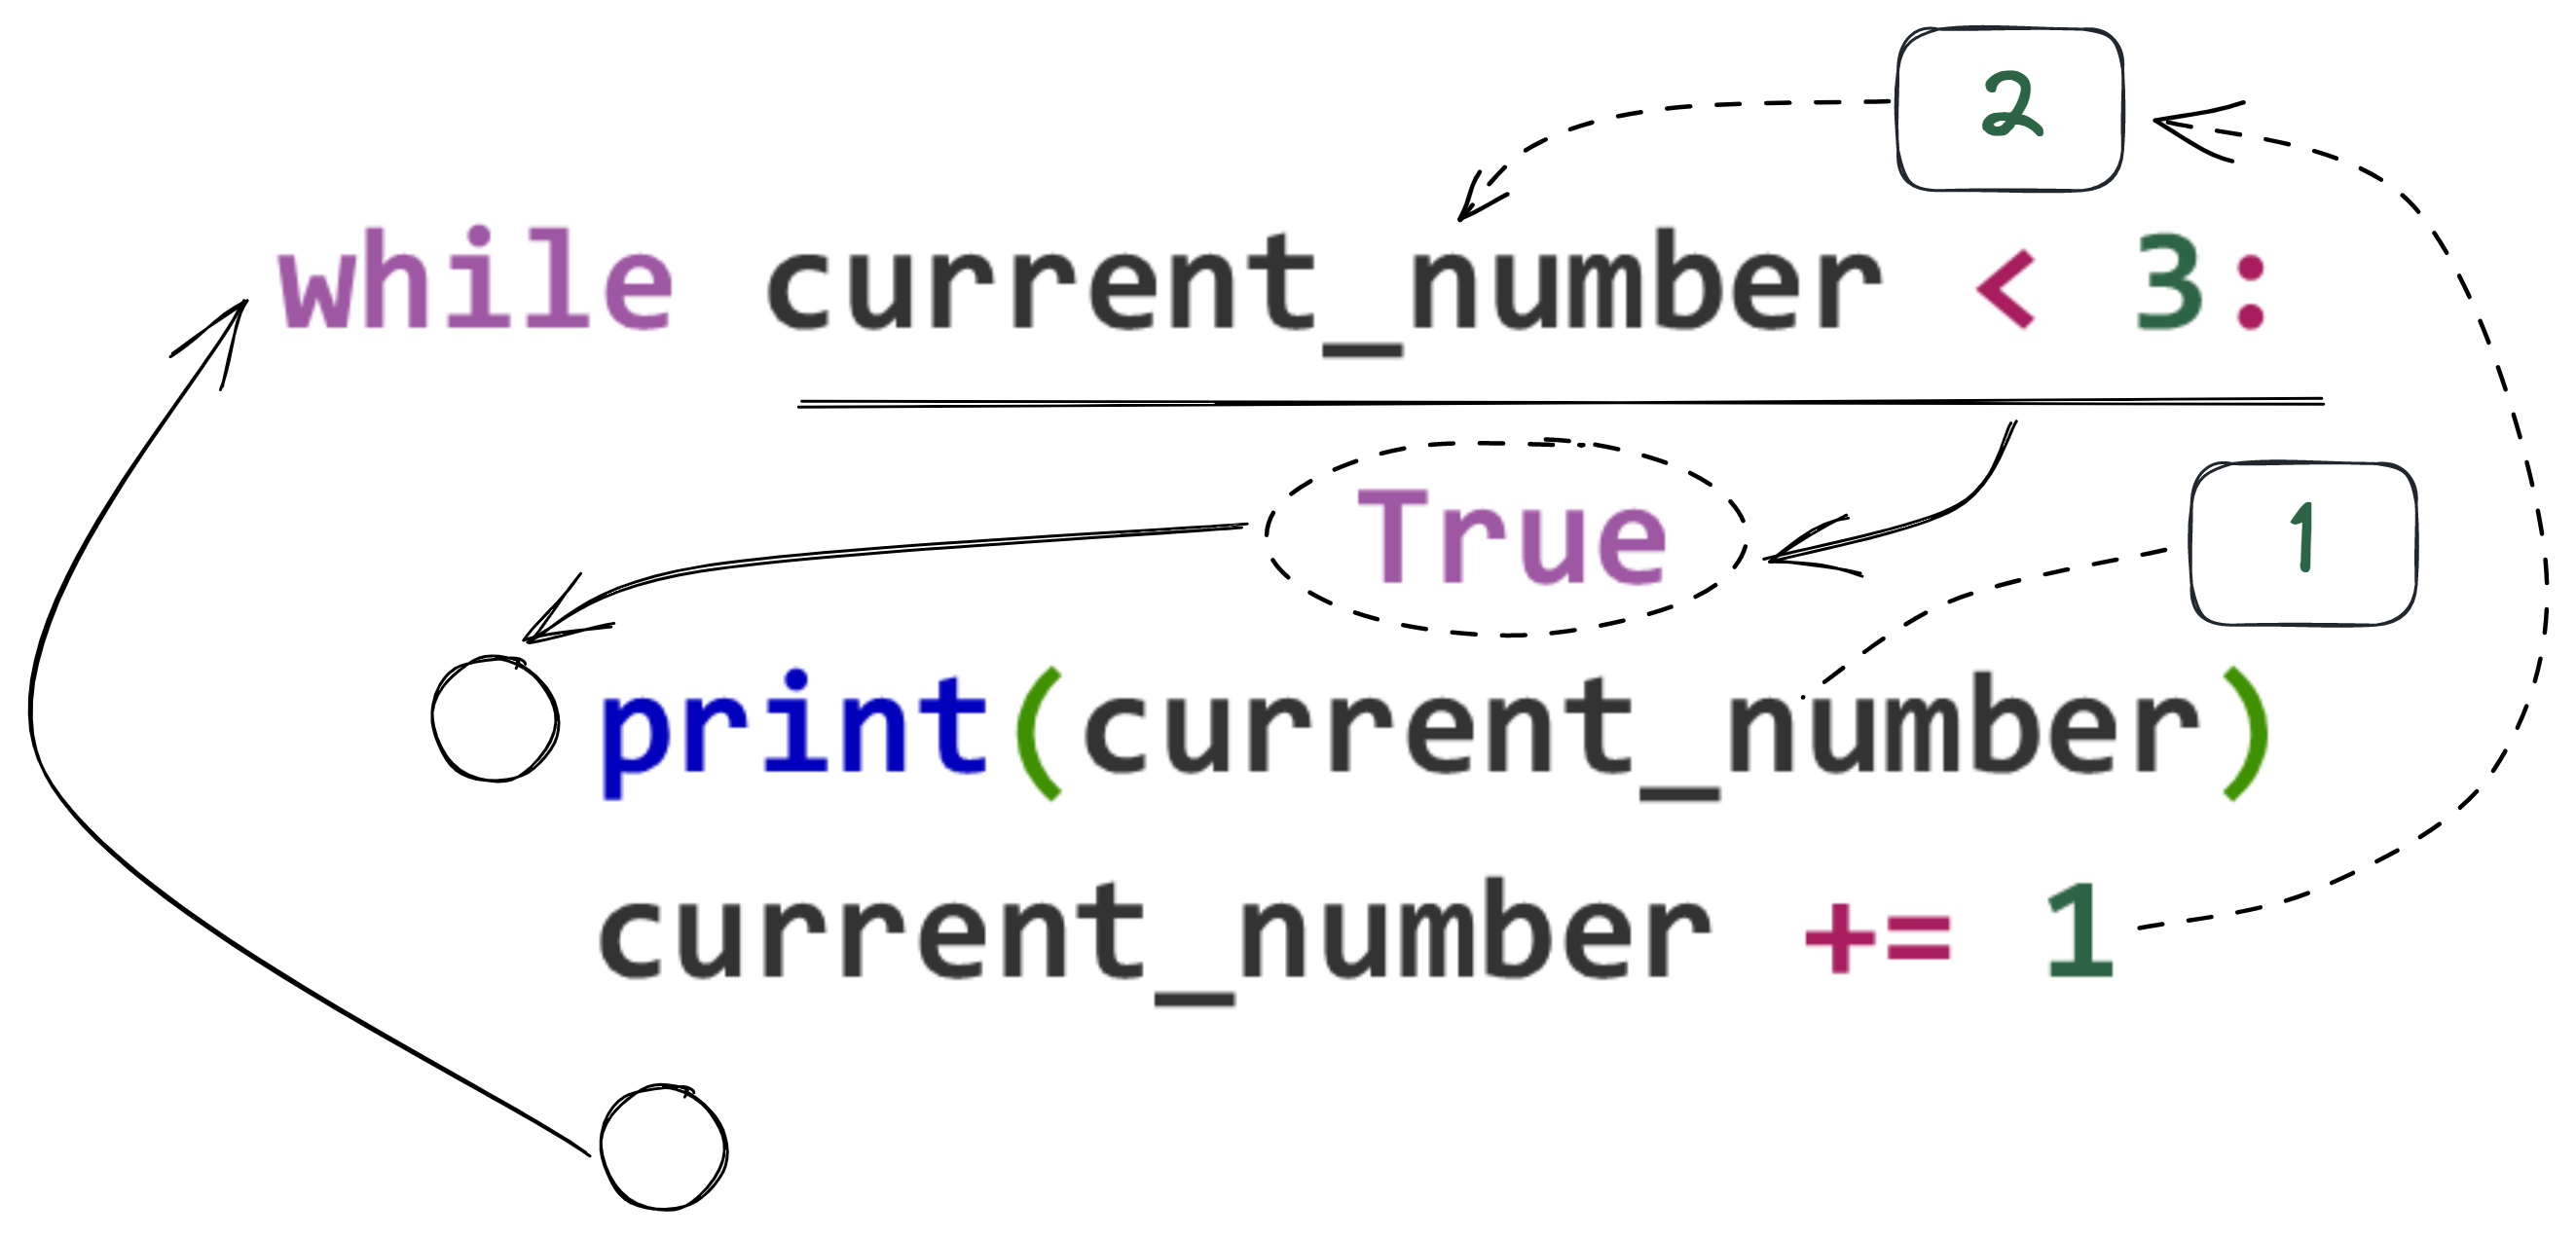 2
while current_number < 3:
True
1
print(current_number)
current_number += 1